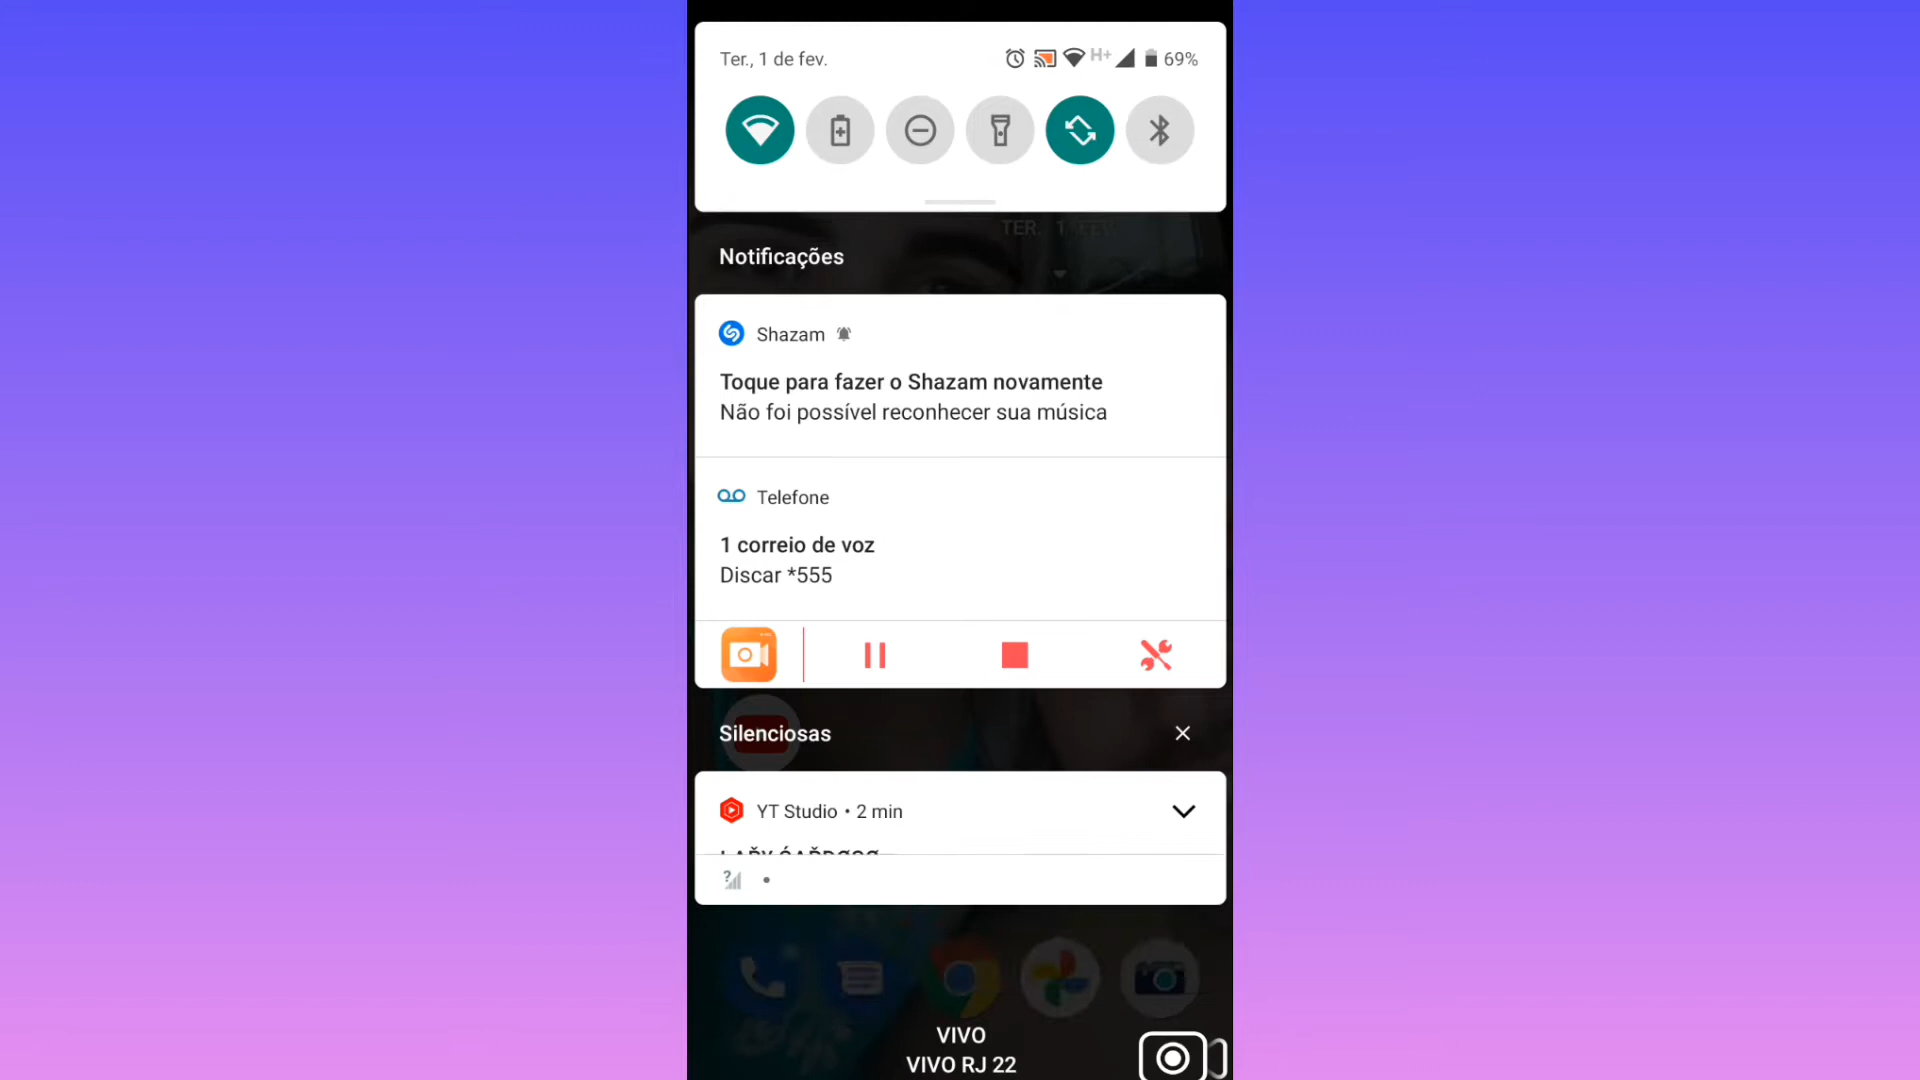 Ter., 1 de fev.
H+
69%
TER.
Notificações
Shazam
Toque para fazer o Shazam novamente
Não foi possível reconhecer sua música
Telefone
1 correio de voz
Discar *555
Silenciosas
YT Studio • 2 min
VIVO
VIVO RJ 22